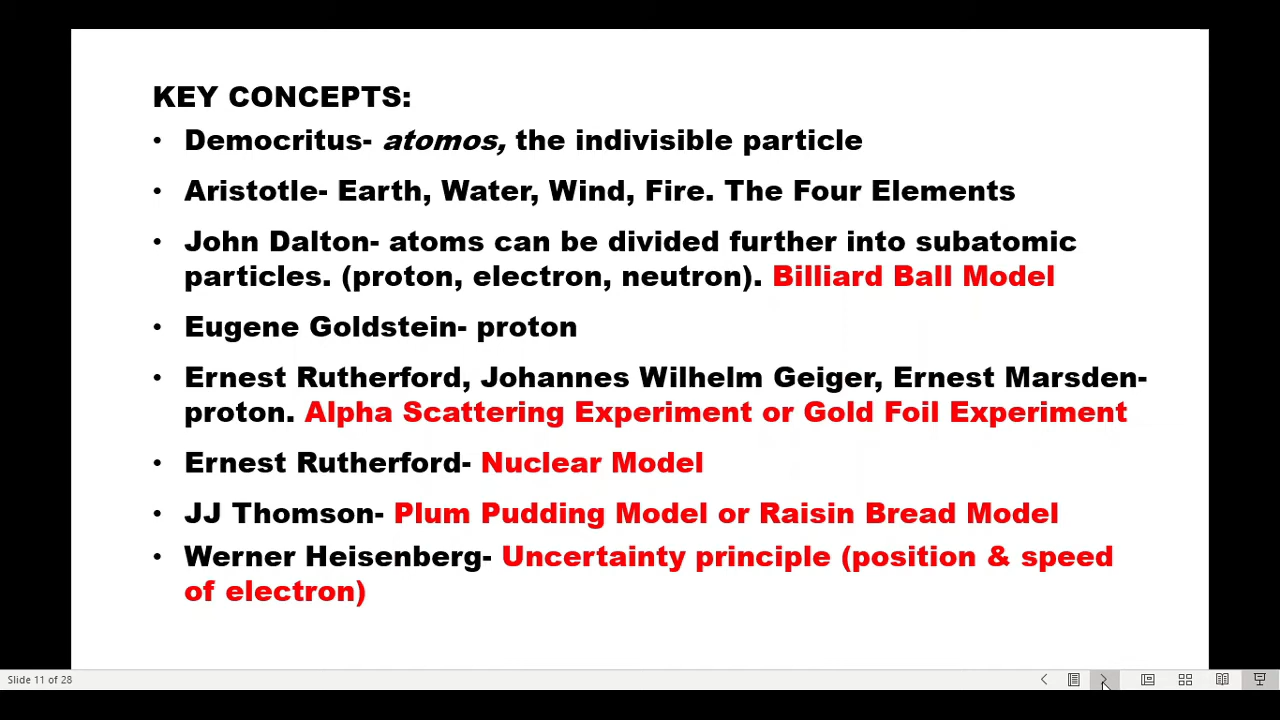 KEY CONCEPTS:
• Democritus- atomos, the indivisible particle
• Aristotle- Earth, Water, Wind, Fire. The Four Elements
• John Dalton- atoms can be divided further into subatomic
particles. (proton, electron, neutron). Billiard Ball Model
• Eugene Goldstein- proton
• Ernest Rutherford, Johannes Wilhelm Geiger, Ernest Marsden-
proton. Alpha Scattering Experiment or Gold Foil Experiment
• Ernest Rutherford- Nuclear Model
• JJ Thomson- Plum Pudding Model or Raisin Bread Model
• Werner Heisenberg- Uncertainty principle (position & speed
of electron)
Slide 11 of 28